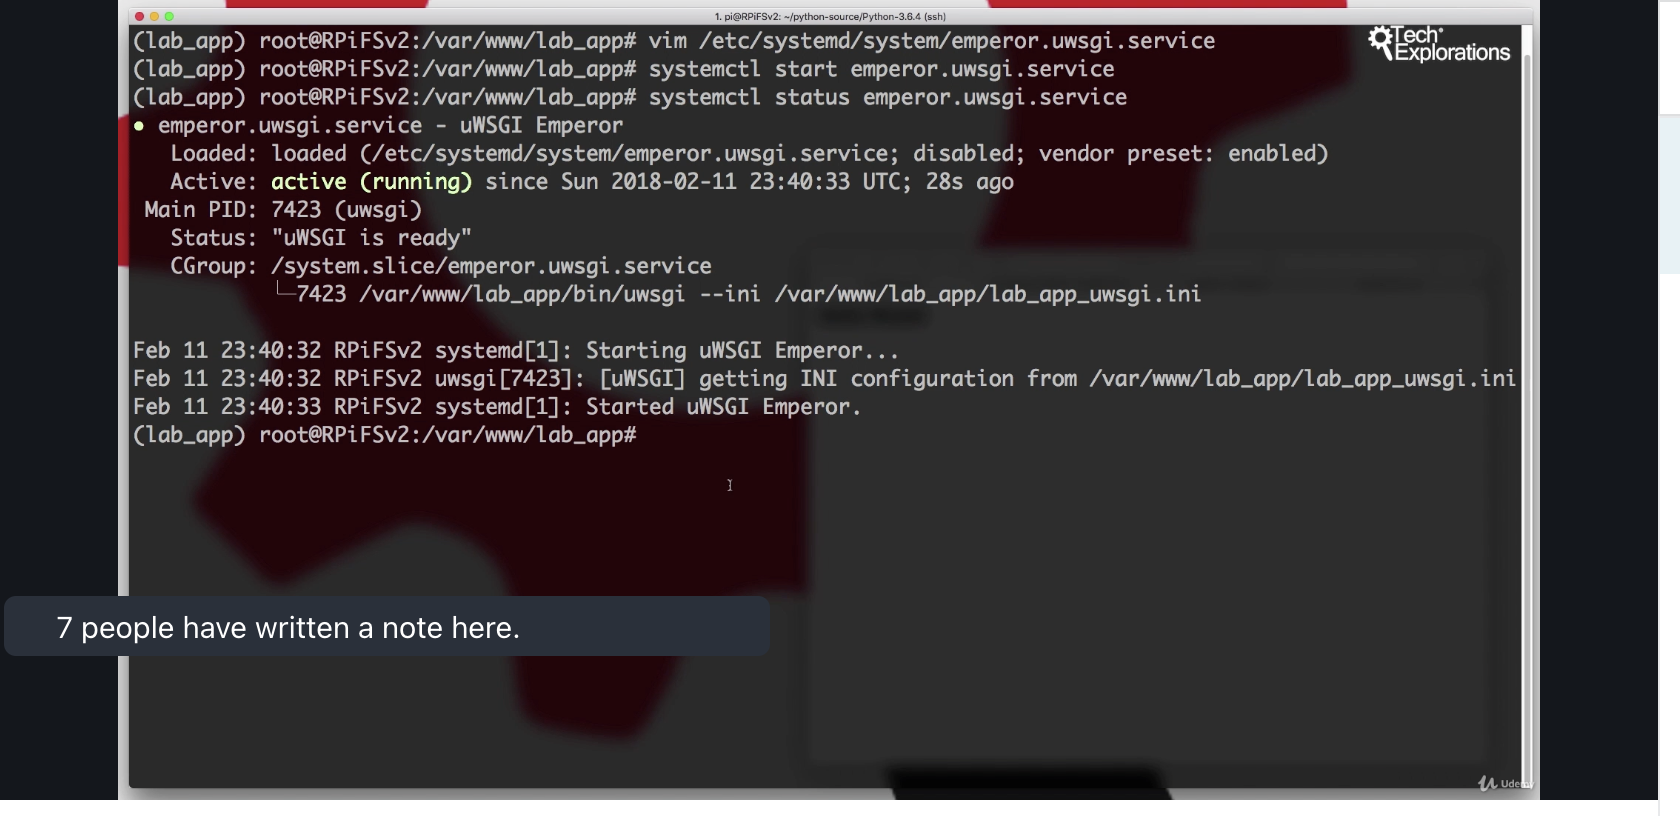 1. pi@RPiFSv2: ~/python-source/Python-3.6.4 (ssh)
(lab_app) root@RPiFSv2:/var/www/lab_app# vim /etc/systemd/system/emperor.uwsgi.service
Tech
Explorations
(lab_app) root@RPiFSv2:/var/www/lab_app# systemctl start emperor.uwsgi.service
(lab_app) root@RPiFSv2:/var/www/lab_app# systemctl status emperor.uwsgi.service
● emperor.uwsgi.service - uWSGI Emperor
Loaded: loaded (/etc/systemd/system/emperor.uwsgi.service; disabled; vendor preset: enabled)
Active: active (running) since Sun 2018-02-11 23:40:33 UTC; 28s ago
Main PID: 7423 (uwsgi)
Status: "uWSGI is ready"
CGroup: /system.slice/emperor.uwsgi.service
└─7423 /var/www/lab_app/bin/uwsgi --ini /var/www/lab_app/lab_app_uwsgi.ini
Feb 11 23:40:32 RPiFSv2 systemd[1]: Starting uWSGI Emperor...
Feb 11 23:40:32 RPiFSv2 uwsgi[7423]: [uWSGI] getting INI configuration from /var/www/lab_app/lab_app_uwsgi.ini
Feb 11 23:40:33 RPiFSv2 systemd[1]: Started uWSGI Emperor.
(lab_app) root@RPiFSv2:/var/www/lab_app#
7 people have written a note here.
Udemy